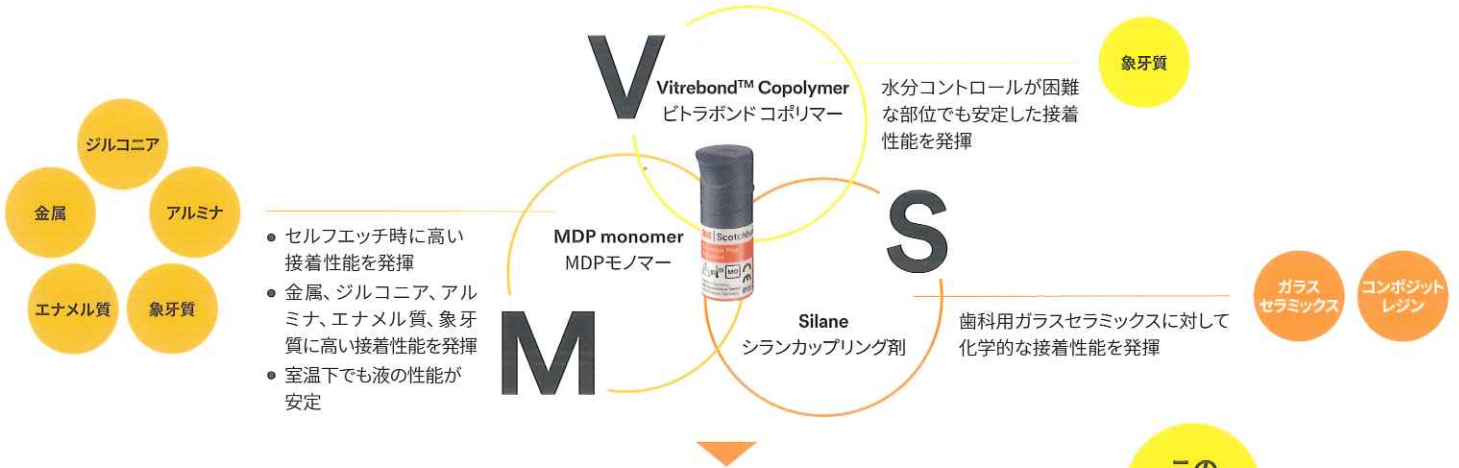 V
Vitrebond™ Copolymer
ビトラボンド コポリマー
象牙質
水分コントロールが困難
な部位でも安定した接着
性能を発揮
ジルコニア
金属
アルミナ
エナメル質
象牙質
● セルフエッチ時に高い
接着性能を発揮
● 金属、ジルコニア、アル
ミナ、エナメル質、象牙
質に高い接着性能を発揮
● 室温下でも液の性能が
安定
MDP monomer
MDPモノマー
M
3M Scotchb
S
Silane
シランカップリング剤
歯科用ガラスセラミックスに対して
化学的な接着性能を発揮
ガラス
セラミックス
コンポジット
レジン
この